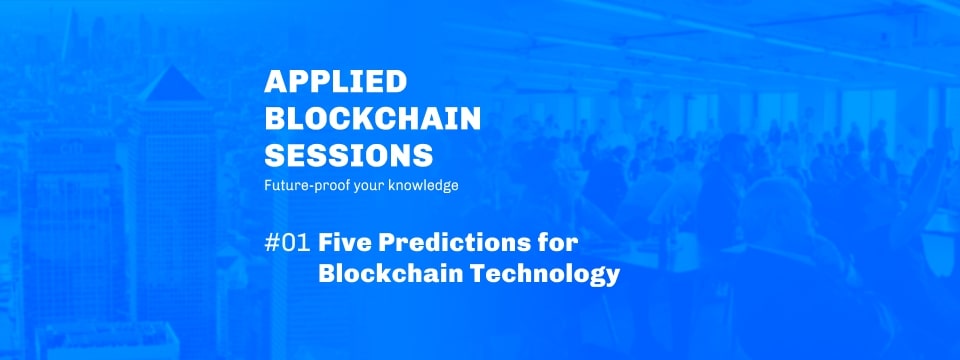 APPLIED
BLOCKCHAIN
SESSIONS
Future-proof your knowledge
#01 Five Predictions for
Blockchain Technology